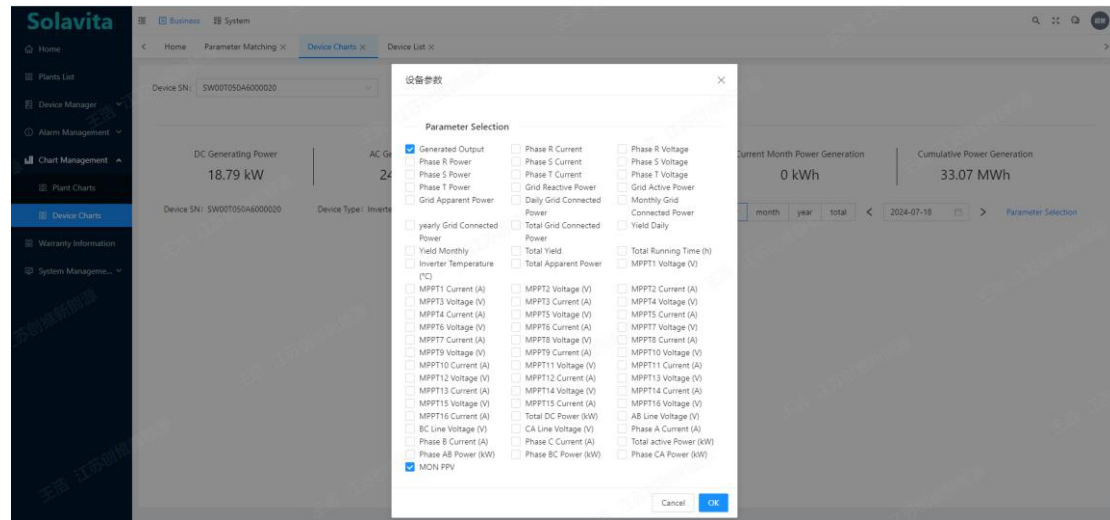 Solavita
Business
System
Home
Home
Parameter Matching
Device Charts
Device List
Plants List
Device Manager
Alarm Management
Chart Management
Plant Charts
Device Charts
Warranty Information
System Manageme...
Device SN:
SW00T050A6000020
DC Generating Power
18.79 kW
AC Ge
24
Current Month Power Generation
0 kWh
Cumulative Power Generation
33.07 MWh
Device SN: SW00T050A6000020
Device Type: Inverte
month
year
total
2024-07-18
Parameter Selection
设备参数
Parameter Selection
Generated Output Phase R Current Phase R Voltage
Phase R Power Phase S Current Phase S Voltage
Phase S Power Phase T Current Phase T Voltage
Phase T Power Grid Reactive Power Grid Active Power
Grid Apparent Power Daily Grid Connected Monthly Grid
Power Connected Power
yearly Grid Connected Total Grid Connected Yield Daily
Power Power
Yield Monthly Total Yield Total Running Time (h)
Inverter Temperature Total Apparent Power MPPT1 Voltage (V)
(°C)
MPPT1 Current (A) MPPT2 Voltage (V) MPPT2 Current (A)
MPPT3 Voltage (V) MPPT3 Current (A) MPPT4 Voltage (V)
MPPT4 Current (A) MPPT5 Voltage (V) MPPT5 Current (A)
MPPT6 Voltage (V) MPPT6 Current (A) MPPT7 Voltage (V)
MPPT7 Current (A) MPPT8 Voltage (V) MPPT8 Current (A)
MPPT9 Voltage (V) MPPT9 Current (A) MPPT10 Voltage (V)
MPPT10 Current (A) MPPT11 Voltage (V) MPPT11 Current (A)
MPPT12 Voltage (V) MPPT12 Current (A) MPPT13 Voltage (V)
MPPT13 Current (A) MPPT14 Voltage (V) MPPT14 Current (A)
MPPT15 Voltage (V) MPPT15 Current (A) MPPT16 Voltage (V)
MPPT16 Current (A) Total DC Power (kW) AB Line Voltage (V)
BC Line Voltage (V) CA Line Voltage (V) Phase A Current (A)
Phase B Current (A) Phase C Current (A) Total active Power (kW)
Phase AB Power (kW) Phase BC Power (kW) Phase CA Power (kW)
MON PPV
Cancel
OK